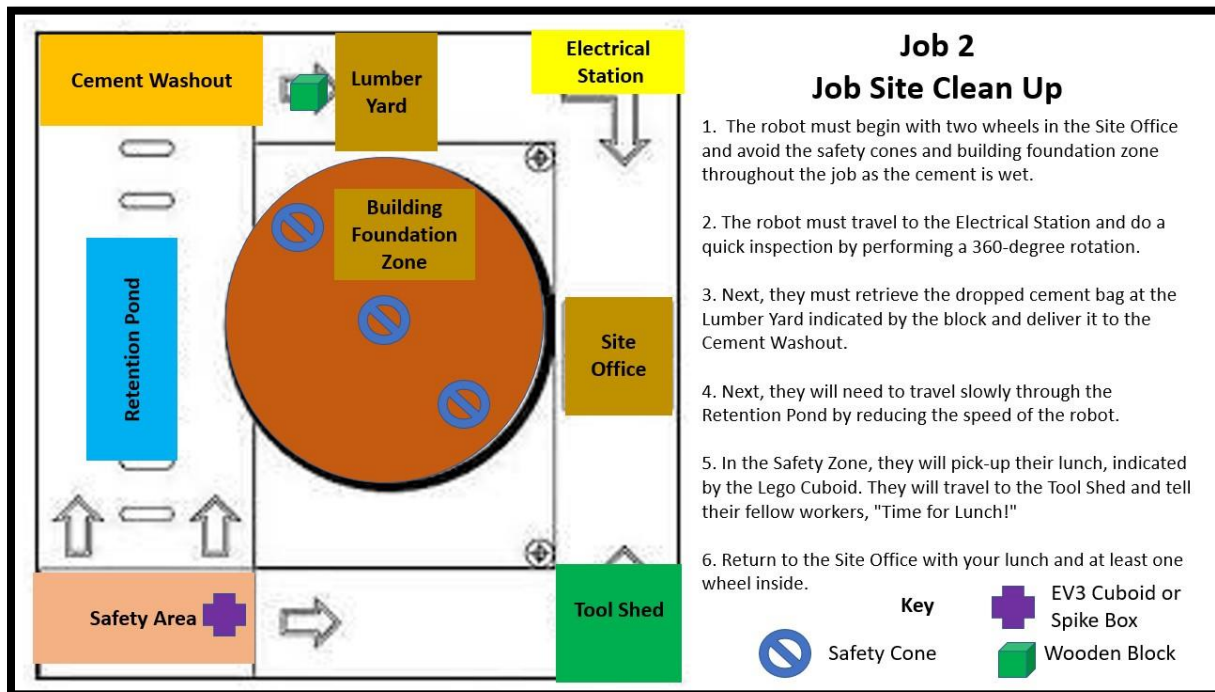 Cement Washout
Lumber
Yard
Electrical
Station
Building
Foundation
Zone
Retention Pond
Site
Office
Safety Area
Tool Shed
Job 2
Job Site Clean Up
1. The robot must begin with two wheels in the Site Office
and avoid the safety cones and building foundation zone
throughout the job as the cement is wet.
2. The robot must travel to the Electrical Station and do a
quick inspection by performing a 360-degree rotation.
3. Next, they must retrieve the dropped cement bag at the
Lumber Yard indicated by the block and deliver it to the
Cement Washout.
4. Next, they will need to travel slowly through the
Retention Pond by reducing the speed of the robot.
5. In the Safety Zone, they will pick-up their lunch, indicated
by the Lego Cuboid. They will travel to the Tool Shed and tell
their fellow workers, "Time for Lunch!"
6. Return to the Site Office with your lunch and at least one
wheel inside.
Key
EV3 Cuboid or
Spike Box
Safety Cone
Wooden Block